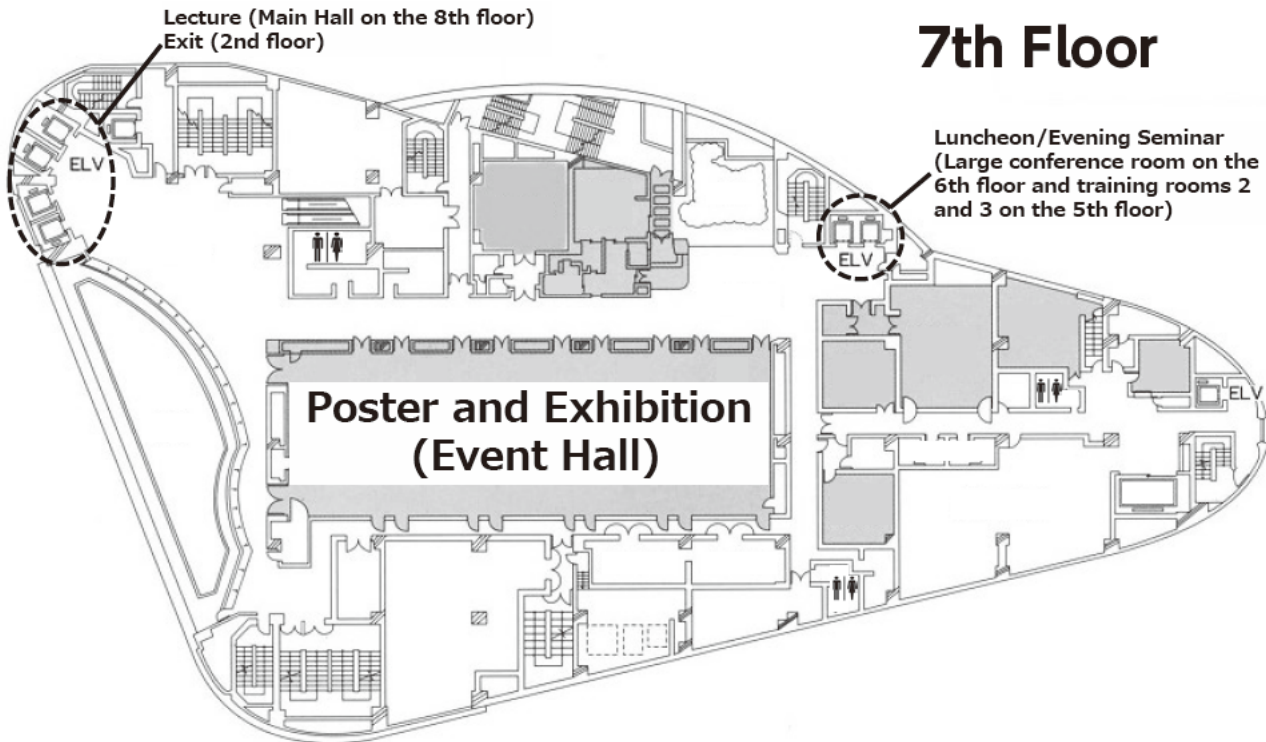 Lecture (Main Hall on the 8th floor)
Exit (2nd floor)
7th Floor
Luncheon/Evening Seminar
(Large conference room on the
6th floor and training rooms 2
and 3 on the 5th floor)
ELV
ELV
ELV
Poster and Exhibition
(Event Hall)